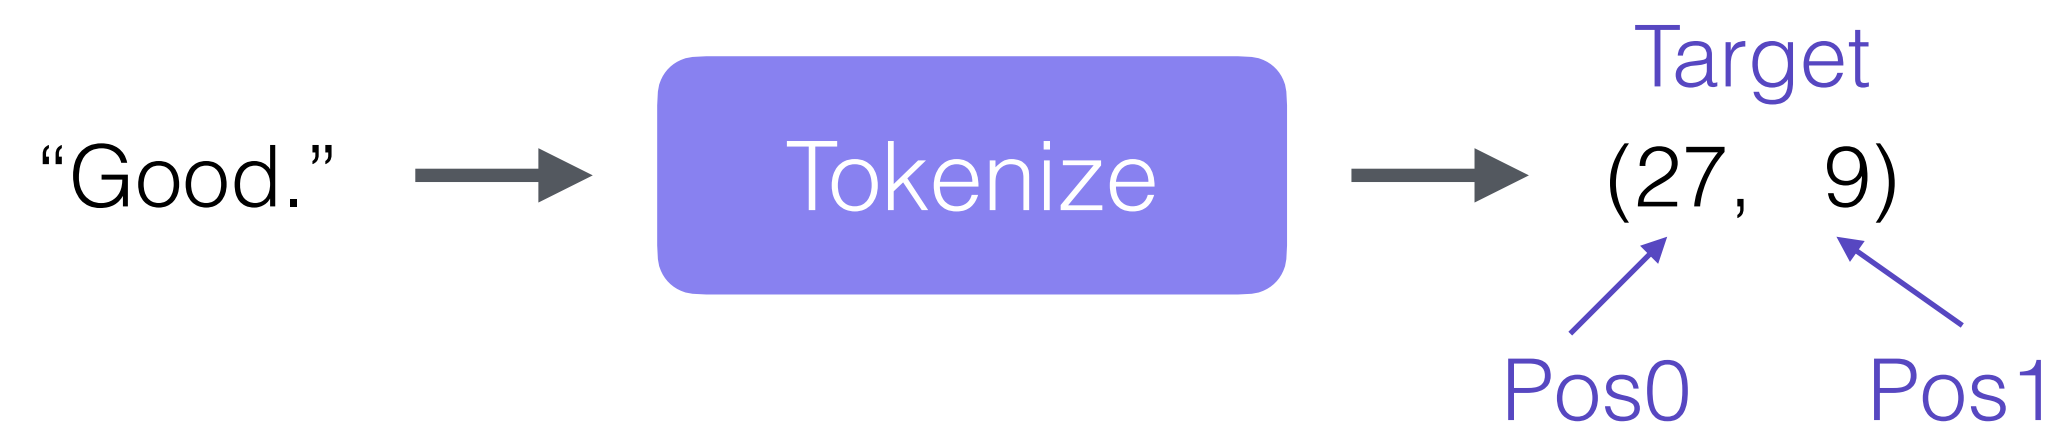 Target
“Good.” Tokenize (27, 9)
Pos0 Pos1